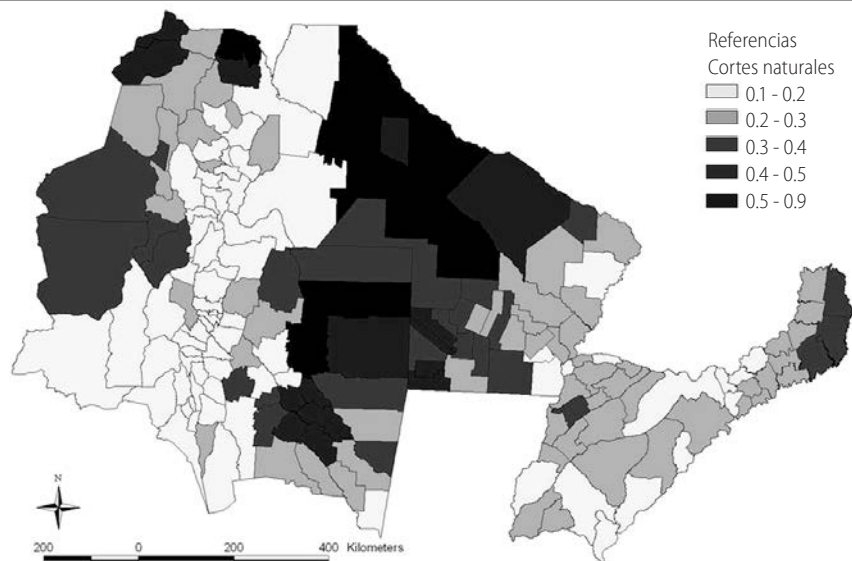 Referencias
Cortes naturales
0.1 - 0.2
0.2 - 0.3
0.3 - 0.4
0.4 - 0.5
0.5 - 0.9
N
200 0 200 400 Kilometers